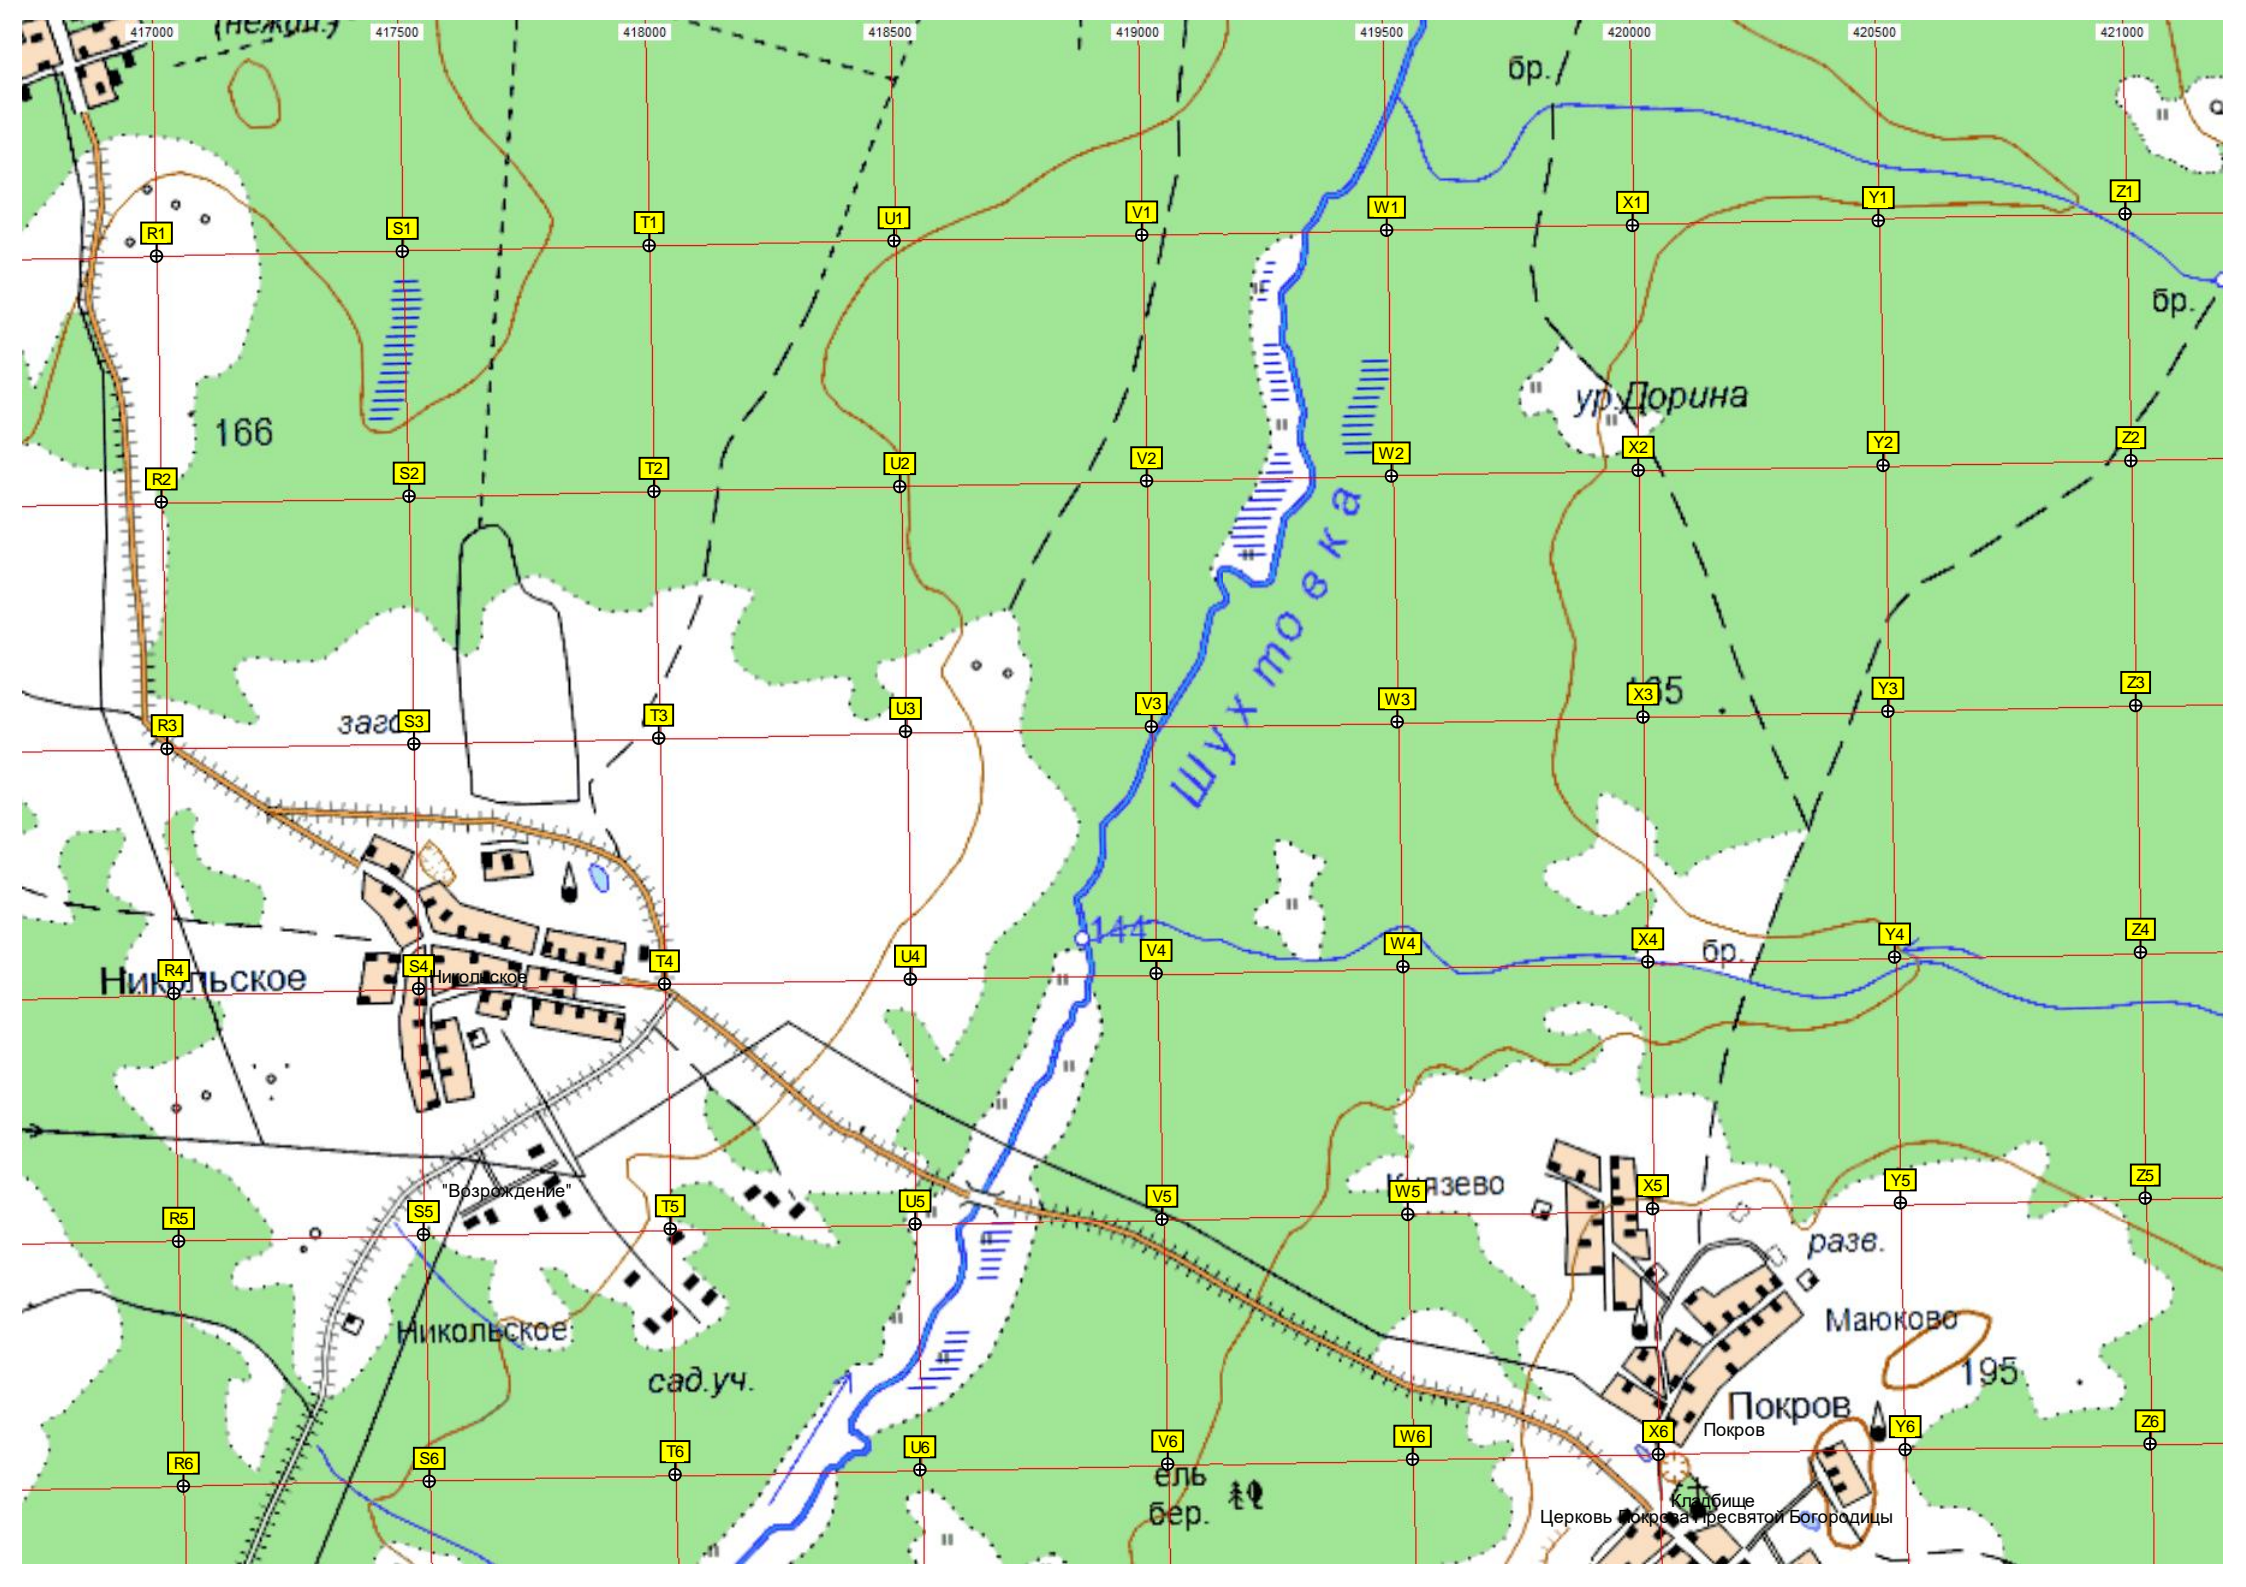 (нежил.)
417000 417500 418000 418500 419000 419500 420000 420500 421000
бр.
R1 S1 T1 U1 V1 W1 X1 Y1 Z1
бр.
166
ур.Дорина
R2 S2 T2 U2 V2 W2 X2 Y2 Z2
Шухтовка
R3 S3 T3 U3 V3 W3 X3 Y3 Z3
144
бр.
R4 S4 T4 U4 V4 W4 X4 Y4 Z4
Никольское
Никольское
"Возрождение"
Князево
R5 S5 T5 U5 V5 W5 X5 Y5 Z5
разв.
Никольское
Маюково
сад.уч.
195
Покров
Покров
R6 S6 T6 U6 V6 W6 X6 Y6 Z6
ель
бер.
Кладбище
Церковь Покрова Пресвятой Богородицы